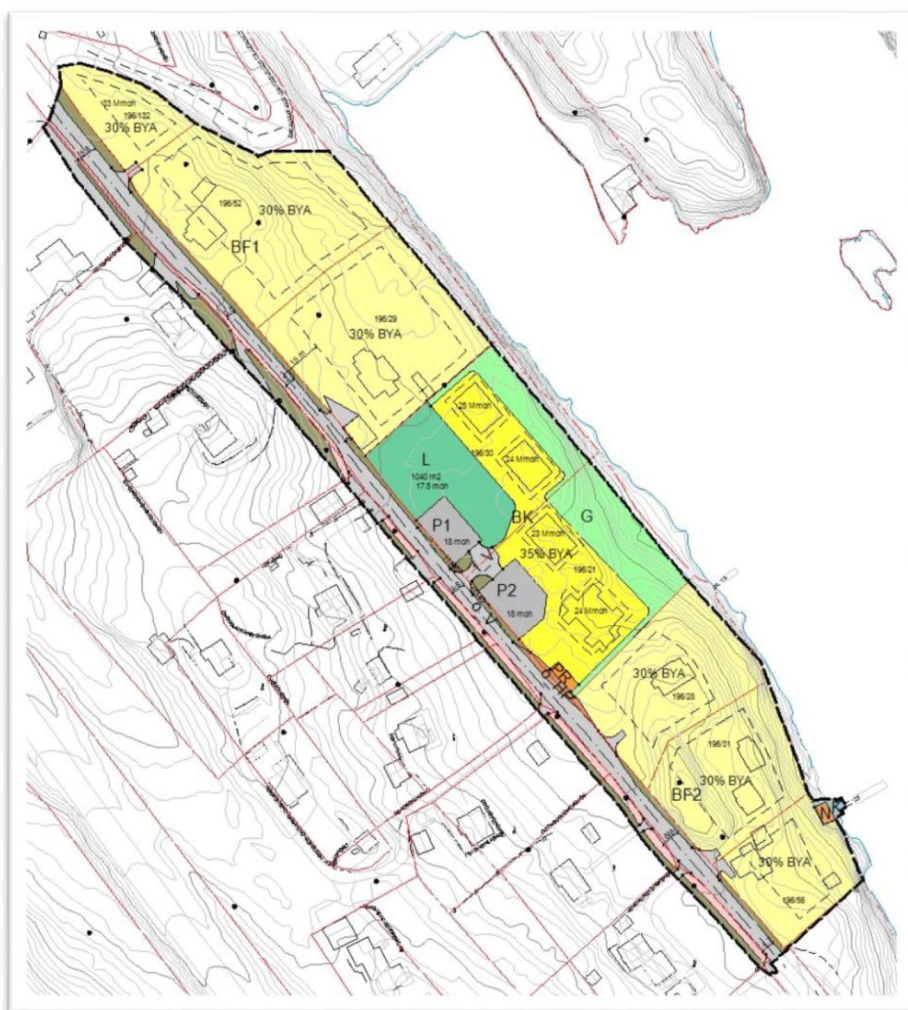 33 Mmoh
196/132
30% BYA
196/52
30% BYA
BF1
196/29
30% BYA
25 Mmoh
196/30
24 Mmoh
L
1040 m2
17.5 moh
P1
18 moh
BK
23 Mmoh
35% BYA
196/21
G
P2
18 moh
24 Mmoh
PR
30% BYA
196/28
196/31
30% BYA
BF2
30% BYA
196/56